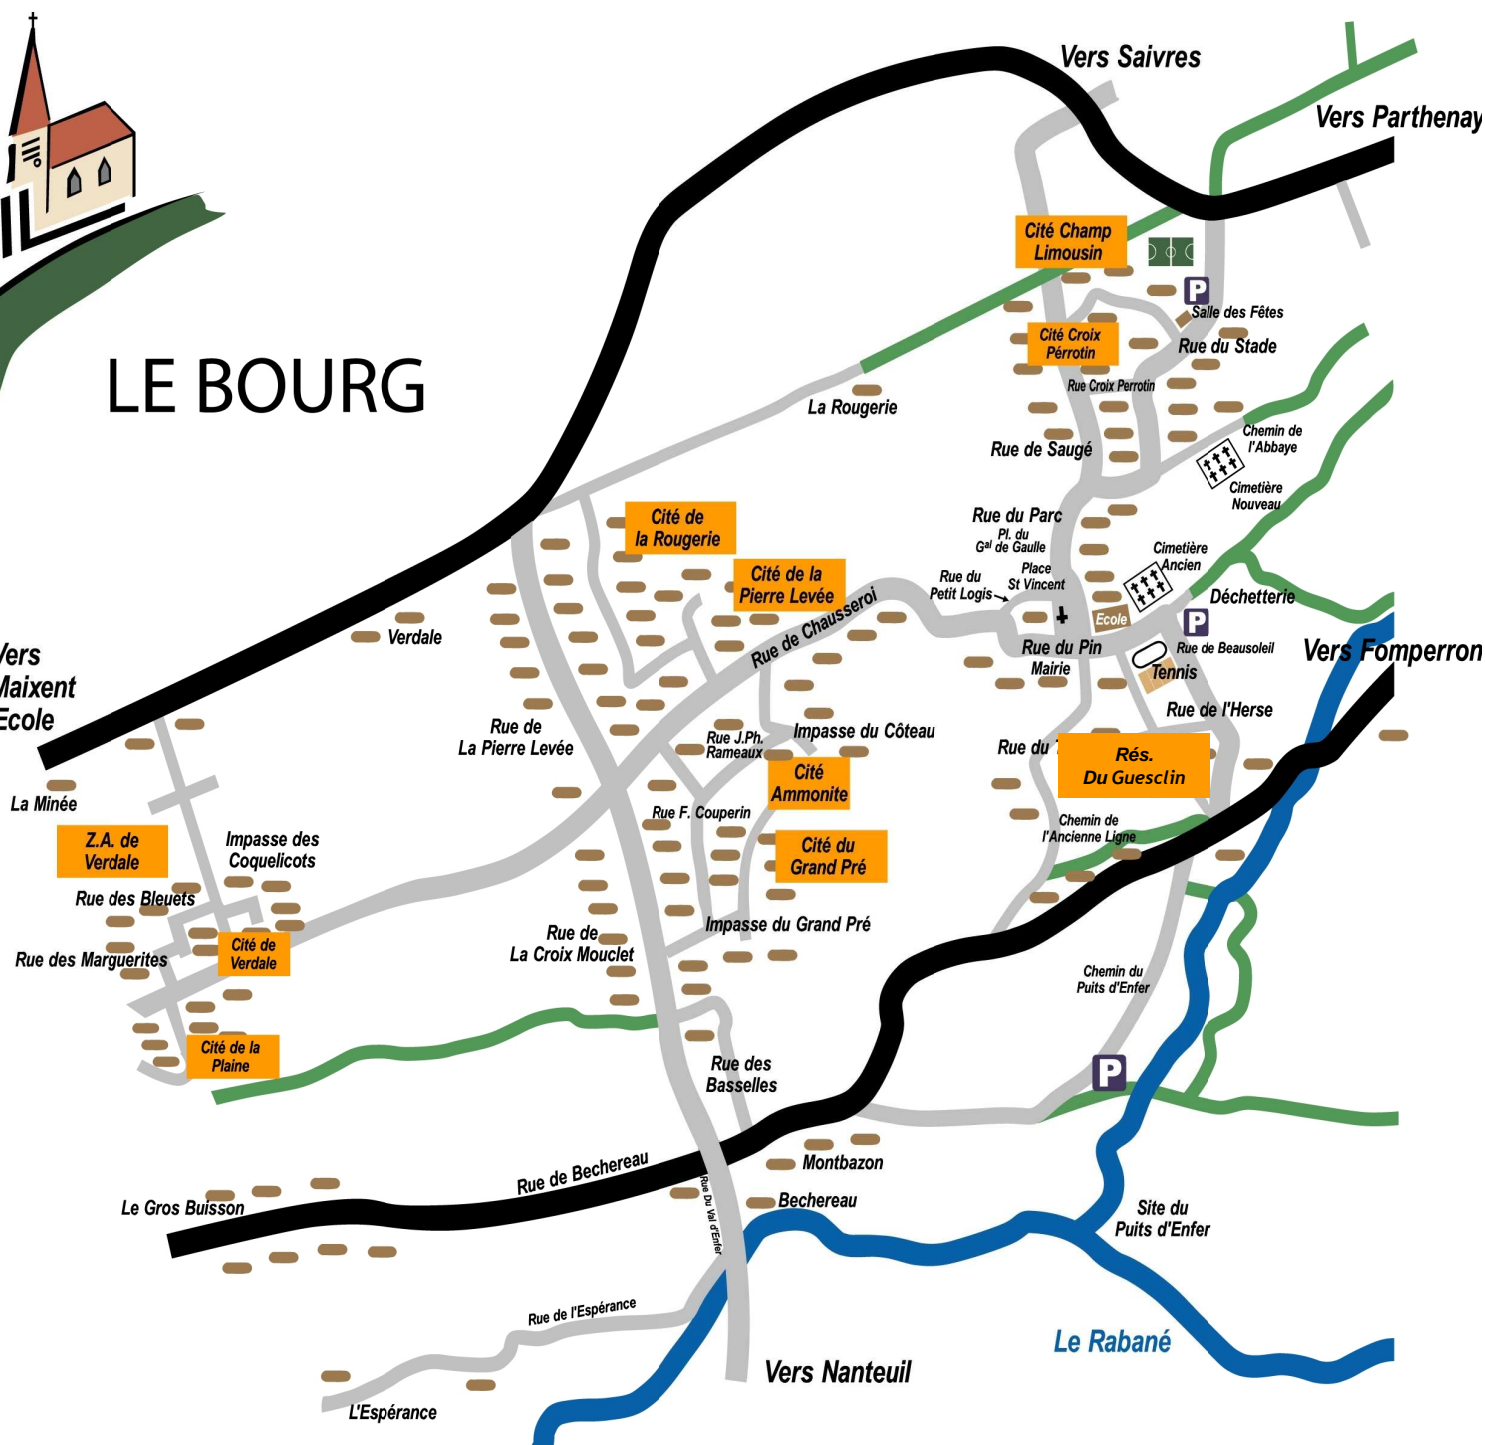 Vers Saivres
Vers Parthenay
Cité Champ
Limousin
P
Salle des Fêtes
Cité Croix
Pérrotin
Rue du Stade
LE BOURG
Rue Croix Perrotin
La Rougerie
Chemin de
l'Abbaye
Rue de Saugé
Cimetière
Nouveau
Cité de
la Rougerie
Rue du Parc
Pl. du
Gal de Gaulle
Cimetière
Ancien
Cité de la
Pierre Levée
Rue du
Petit Logis
Place
St Vincent
Déchetterie
Rue de Chausseroi
Ecole
P
Verdale
Rue du Pin
Mairie
Rue de Beausoleil
Vers Fomperron
Tennis
Vers
Maixent
Ecole
Rue de
La Pierre Levée
Rue J.Ph.
Rameaux
Impasse du Côteau
Rue de l'Herse
Rue du
Rés.
Du Guesclin
Cité
Ammonite
La Minée
Rue F. Couperin
Chemin de
l'Ancienne Ligne
Z.A. de
Verdale
Impasse des
Coquelicots
Cité du
Grand Pré
Rue des Bleuets
Impasse du Grand Pré
Rue de
La Croix Mouclet
Cité de
Verdale
Rue des Marguerites
Chemin du
Puits d'Enfer
Cité de la
Plaine
Rue des
Basselles
P
Rue de Bechereau
Montbazon
Le Gros Buisson
Rue Du Val d'Enfer
Bechereau
Site du
Puits d'Enfer
Rue de l'Espérance
Le Rabané
Vers Nanteuil
L'Espérance